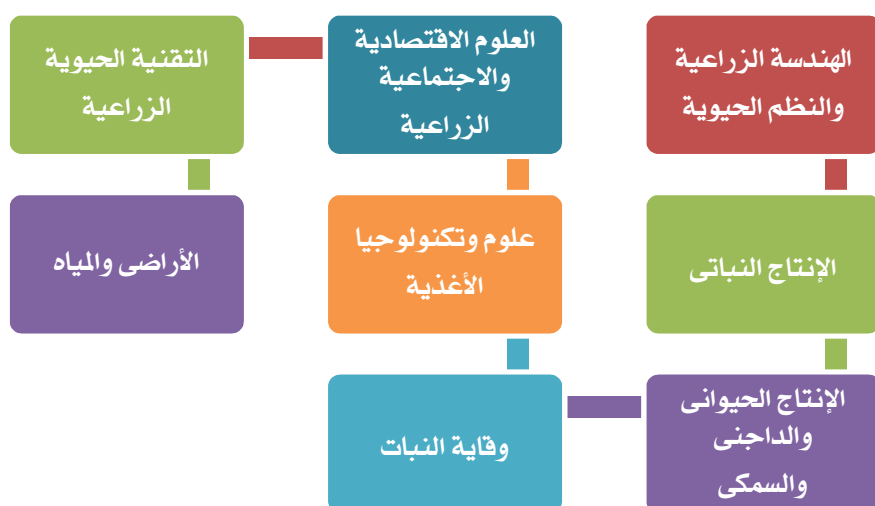 الهندسة الزراعية
والنظم الحيوية
الإنتاج النباتى
الإنتاج الحيوانى
والداجنى
والسمكى
وقاية النبات
علوم وتكنولوجيا
الأغذية
العلوم الاقتصادية
والاجتماعية
الزراعية
التقنية الحيوية
الزراعية
الأراضى والمياه